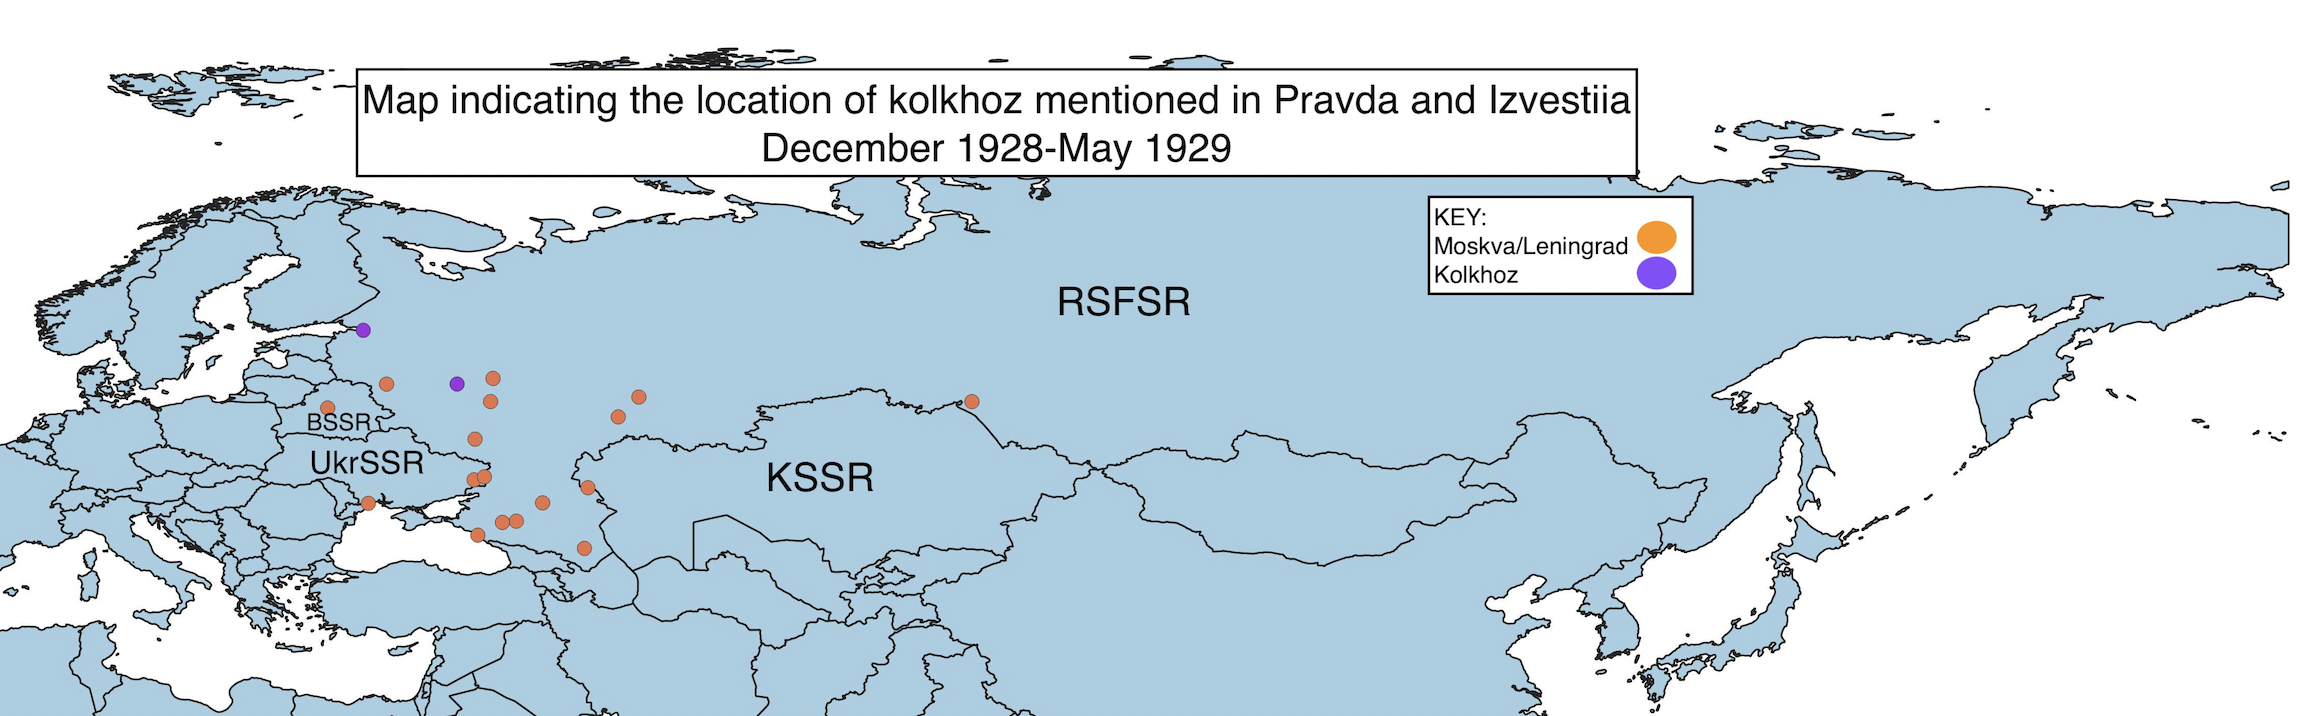 Map indicating the location of kolkhoz mentioned in Pravda and Izvestiia
December 1928-May 1929
KEY:
Moskva/Leningrad
Kolkhoz
RSFSR
BSSR
UkrSSR
KSSR